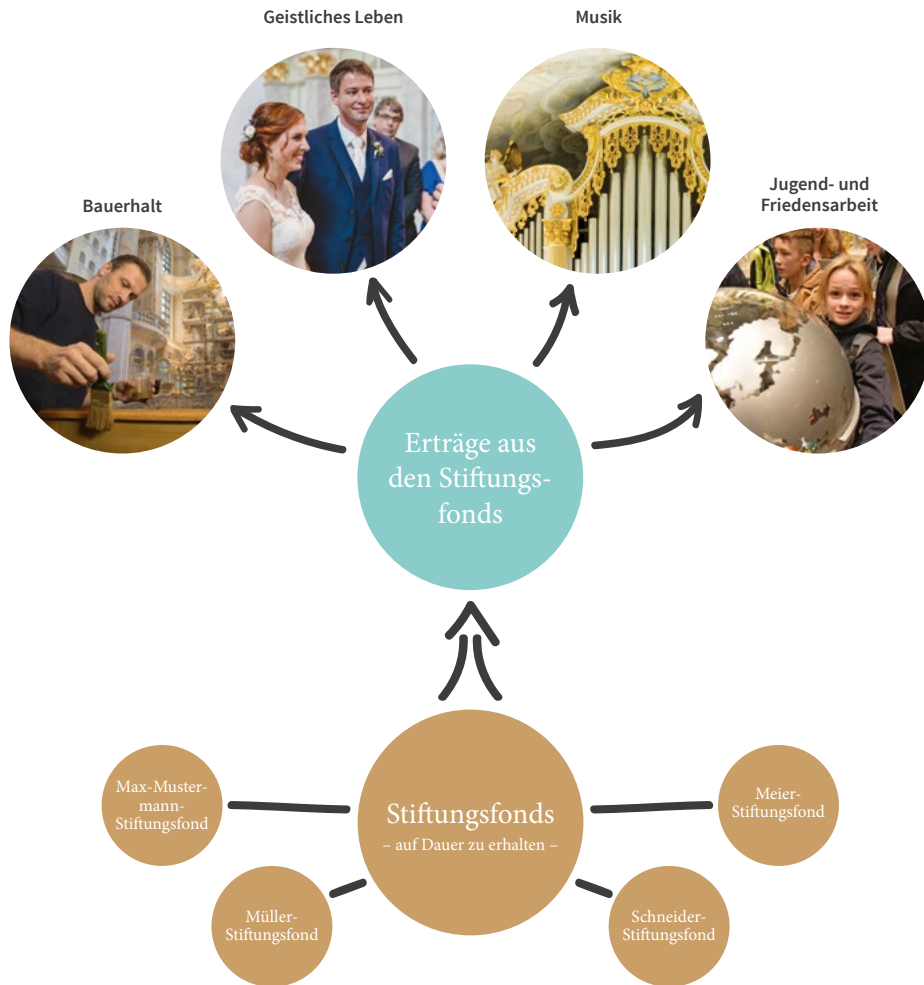 Geistliches Leben
Musik
Jugend- und
Friedensarbeit
Bauerhalt
Erträge aus
den Stiftungs-
fonds
Stiftungsfonds
– auf Dauer zu erhalten –
Max-Muster-
mann-
Stiftungsfond
Meier-
Stiftungsfond
Müller-
Stiftungsfond
Schneider-
Stiftungsfond